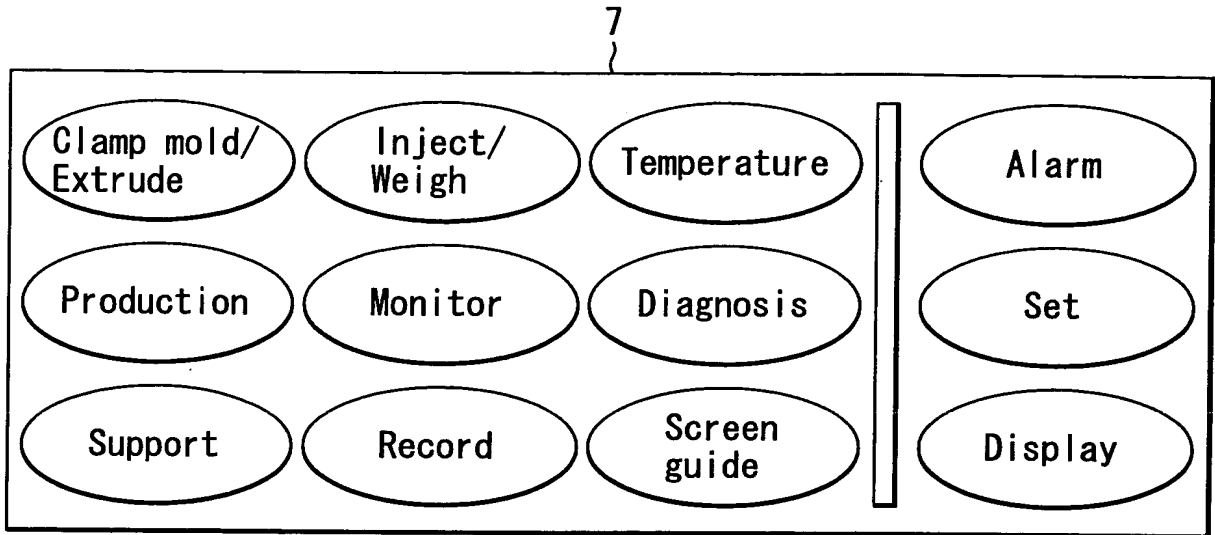 7
Clamp mold/
Extrude
Inject/
Weigh
Temperature
Alarm
Production
Monitor
Diagnosis
Set
Support
Record
Screen
guide
Display